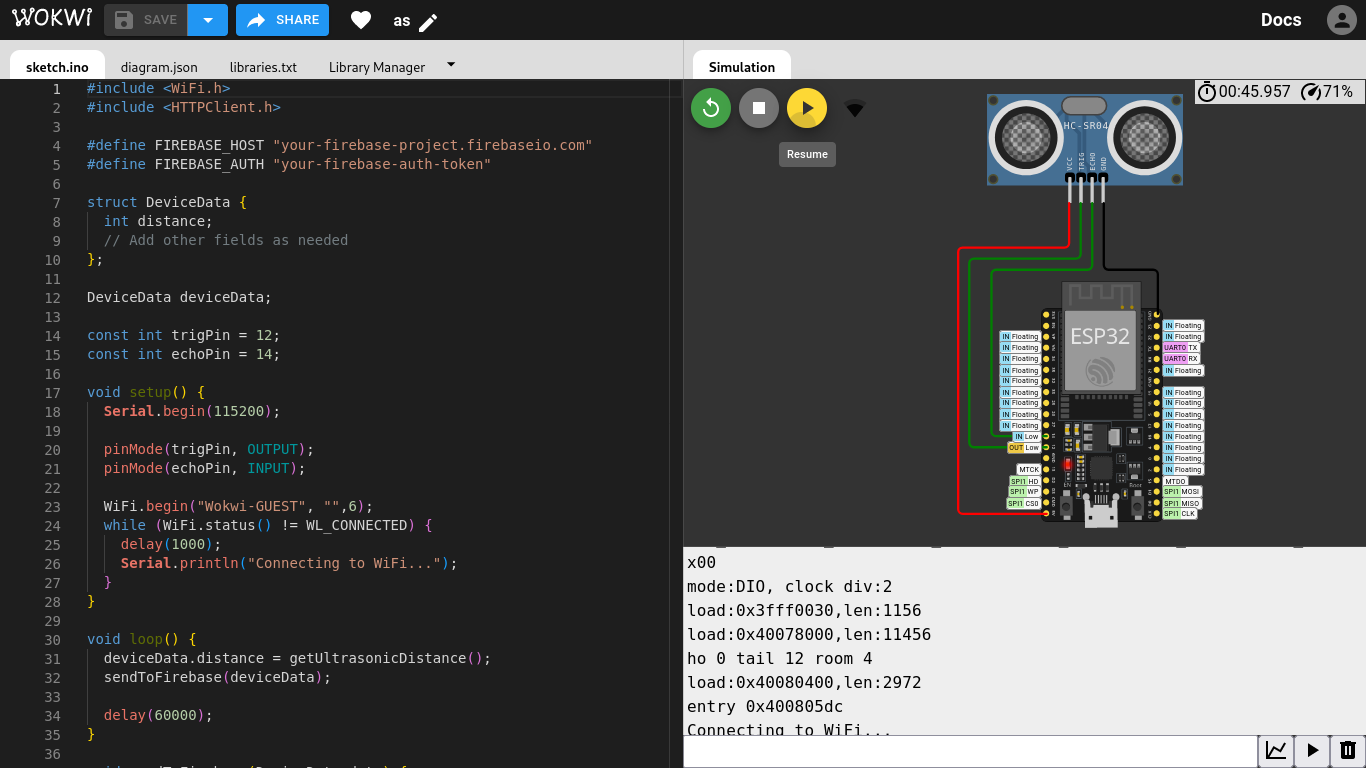 WOKWI
SAVE
SHARE
as
Docs
sketch.ino
diagram.json
libraries.txt
Library Manager
1 #include <WiFi.h>
2 #include <HTTPClient.h>
3
4 #define FIREBASE_HOST "your-firebase-project.firebaseio.com"
5 #define FIREBASE_AUTH "your-firebase-auth-token"
6
7 struct DeviceData {
8 int distance;
9 // Add other fields as needed
10 };
11
12 DeviceData deviceData;
13
14 const int trigPin = 12;
15 const int echoPin = 14;
16
17 void setup() {
18 Serial.begin(115200);
19
20 pinMode(trigPin, OUTPUT);
21 pinMode(echoPin, INPUT);
22
23 WiFi.begin("Wokwi-GUEST", "",6);
24 while (WiFi.status() != WL_CONNECTED) {
25 delay(1000);
26 Serial.println("Connecting to WiFi...");
27 }
28 }
29
30 void loop() {
31 deviceData.distance = getUltrasonicDistance();
32 sendToFirebase(deviceData);
33
34 delay(60000);
35 }
36
Simulation
00:45.957
71%
Resume
HC-SR04
VCC
TRIG
ECHO
GND
ESP32
IN Floating
IN Floating
IN Floating
IN Floating
IN Floating
IN Floating
IN Floating
IN Floating
IN Floating
IN Low
OUT Low
MTCK
SPI1 HD
SPI1 WP
SPI1 CS0
IN Floating
IN Floating
UART0 TX
UART0 RX
IN Floating
IN Floating
IN Floating
IN Floating
IN Floating
IN Floating
IN Floating
IN Floating
IN Floating
MTDO
SPI1 MOSI
SPI1 MISO
SPI1 CLK
EN
Boot
x00
mode:DIO, clock div:2
load:0x3fff0030,len:1156
load:0x40078000,len:11456
ho 0 tail 12 room 4
load:0x40080400,len:2972
entry 0x400805dc
Connecting to WiFi...